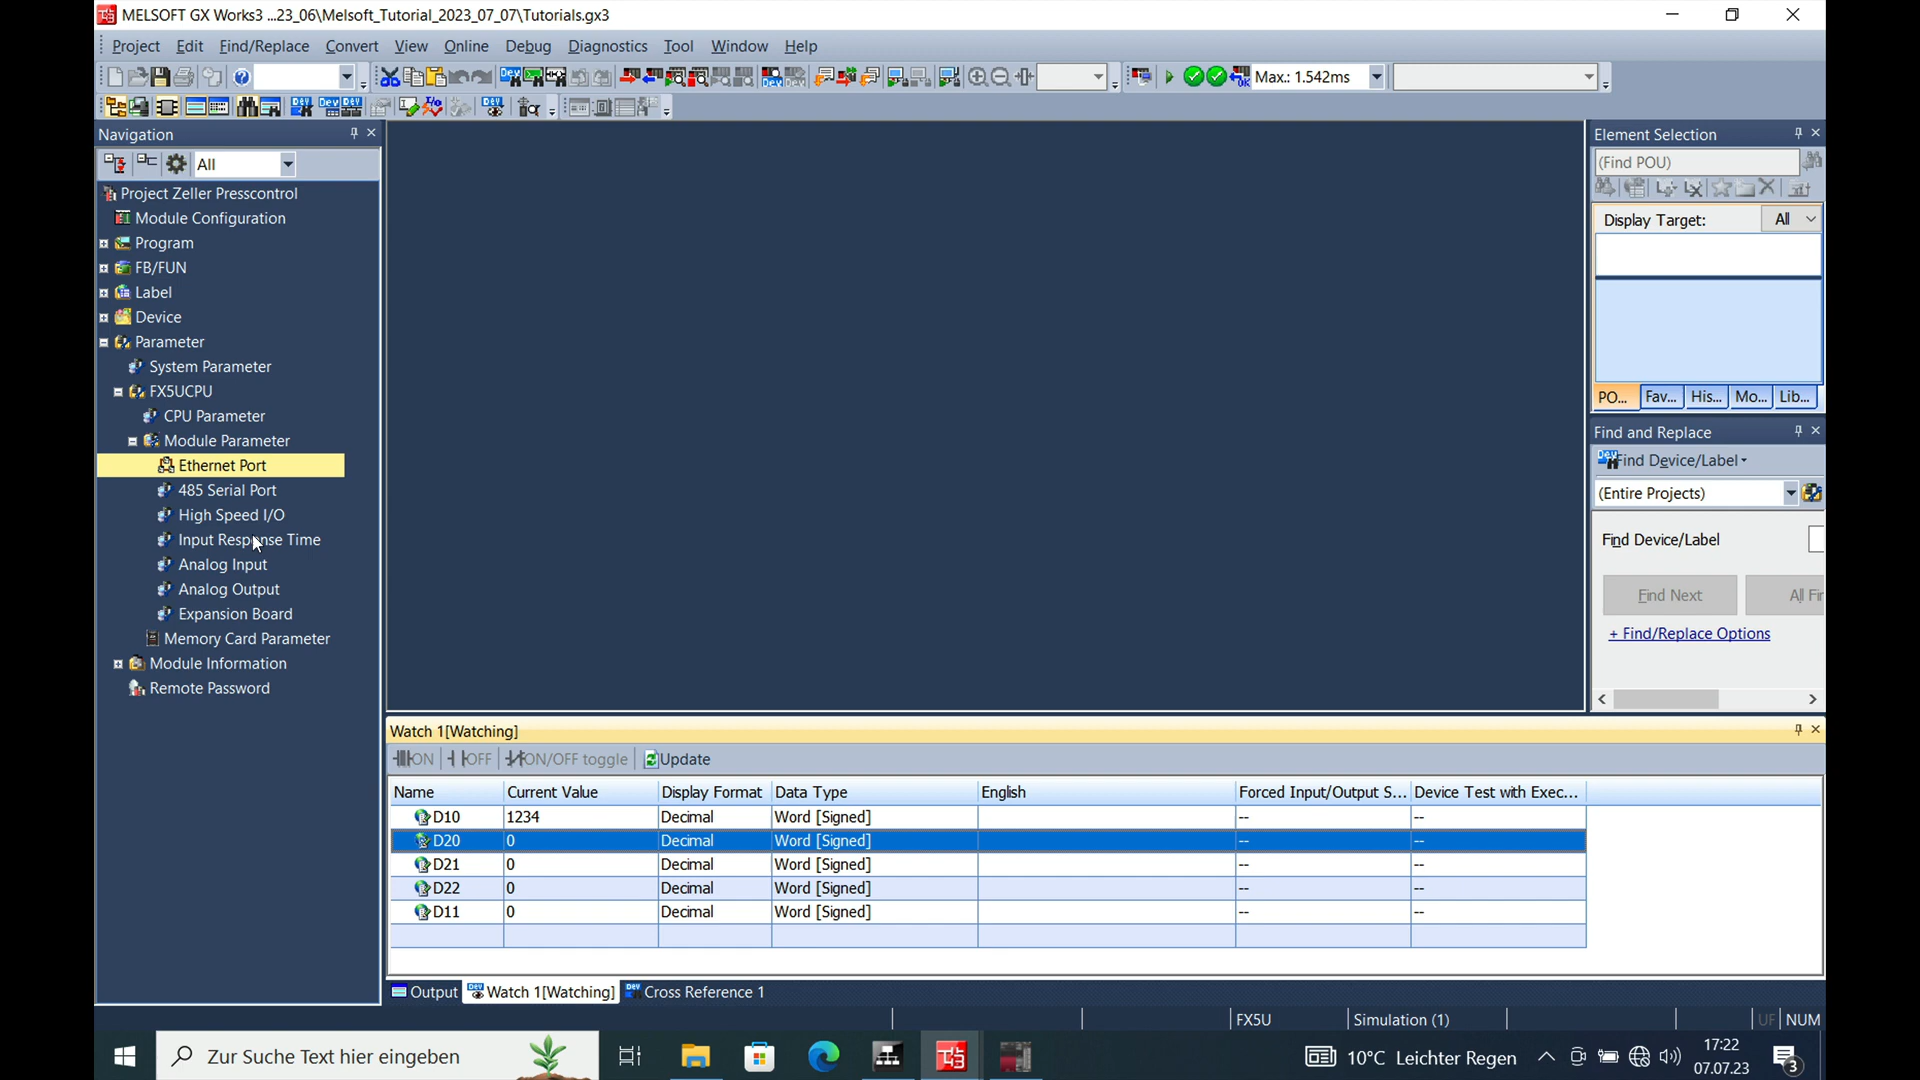 MELSOFT GX Works3 ...23_06\Melsoft_Tutorial_2023_07_07\Tutorials.gx3
Project Edit Find/Replace Convert View Online Debug Diagnostics Tool Window Help
Max.: 1.542ms
Navigation
All
Project Zeller Presscontrol
Module Configuration
Program
FB/FUN
Label
Device
Parameter
System Parameter
FX5UCPU
CPU Parameter
Module Parameter
Ethernet Port
485 Serial Port
High Speed I/O
Input Response Time
Analog Input
Analog Output
Expansion Board
Memory Card Parameter
Module Information
Remote Password
Element Selection
(Find POU)
Display Target: All
PO... Fav... His... Mo... Lib...
Find and Replace
Find Device/Label
(Entire Projects)
Find Device/Label
Find Next All Fir
+ Find/Replace Options
Watch 1[Watching]
ON OFF ON/OFF toggle Update
Name Current Value Display Format Data Type English Forced Input/Output S... Device Test with Exec...
D10 1234 Decimal Word [Signed] -- --
D20 0 Decimal Word [Signed] -- --
D21 0 Decimal Word [Signed] -- --
D22 0 Decimal Word [Signed] -- --
D11 0 Decimal Word [Signed] -- --
Output Watch 1[Watching] Cross Reference 1
FX5U Simulation (1) UF NUM
Zur Suche Text hier eingeben
10°C Leichter Regen
17:22
07.07.23
3